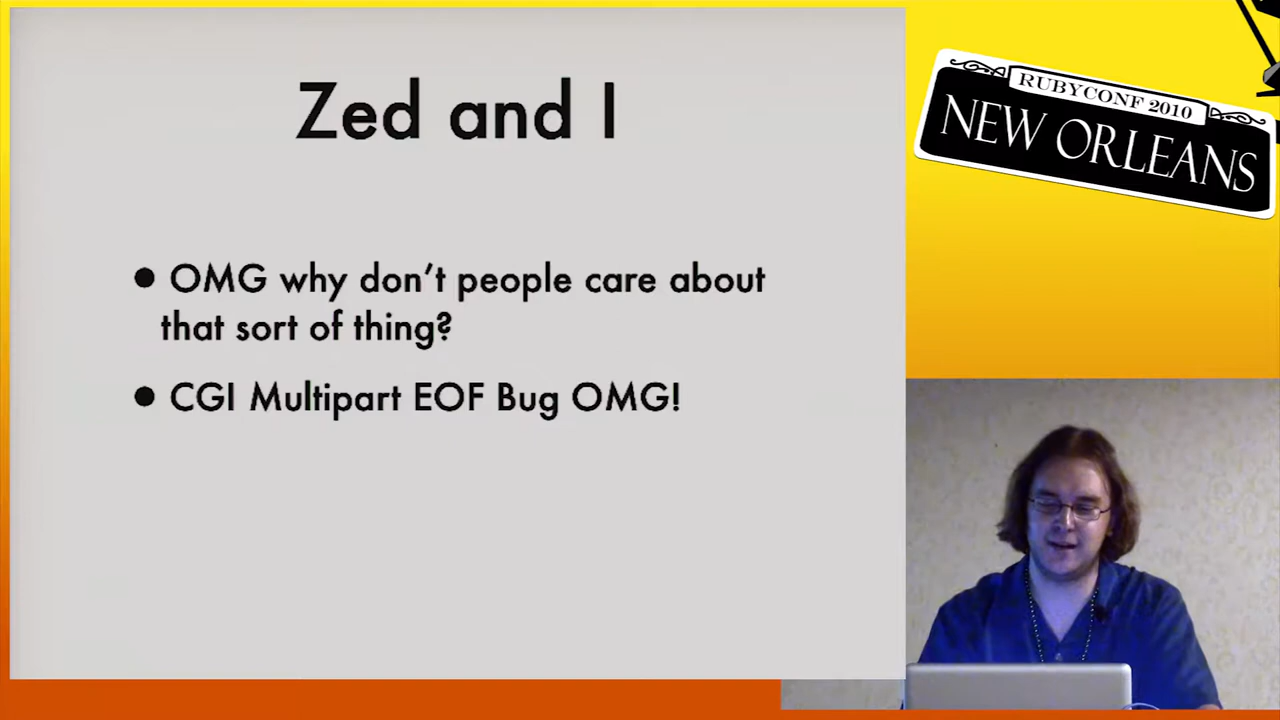 Zed and I
• OMG why don't people care about
that sort of thing?
• CGI Multipart EOF Bug OMG!
RUBYCONF 2010
NEW ORLEANS